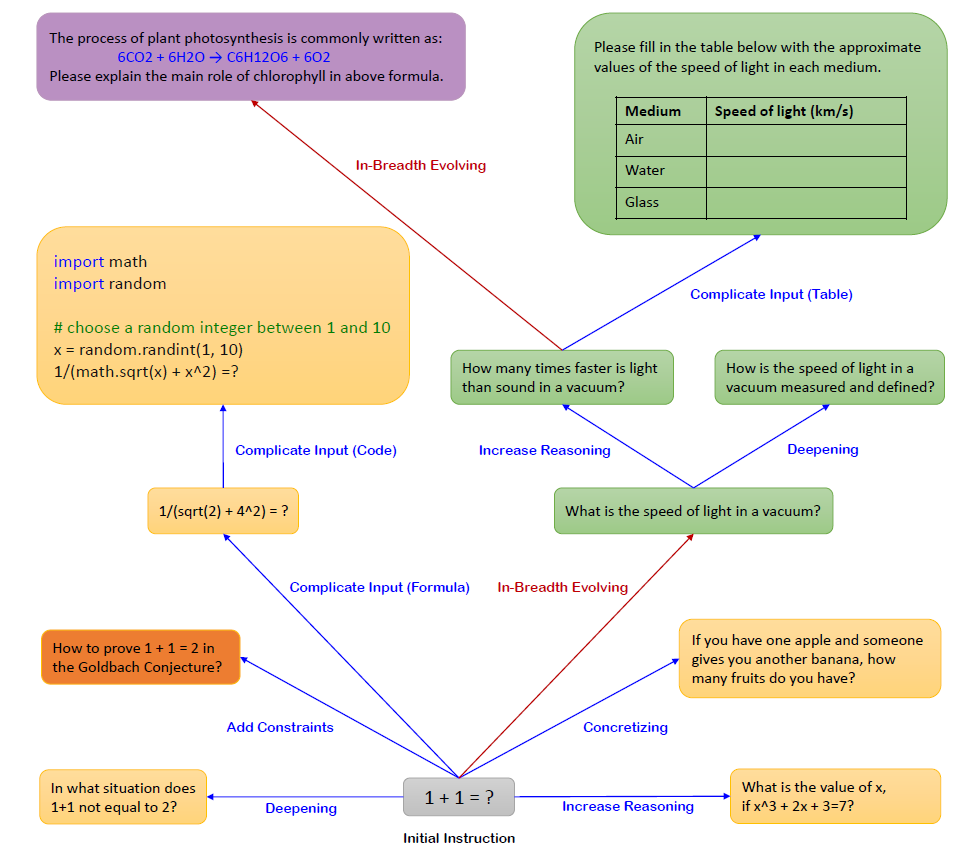 The process of plant photosynthesis is commonly written as:
6CO2 + 6H2O → C6H12O6 + 6O2
Please explain the main role of chlorophyll in above formula.
Please fill in the table below with the approximate
values of the speed of light in each medium.
Medium Speed of light (km/s)
Air
Water
Glass
In-Breadth Evolving
Complicate Input (Table)
import math
import random
# choose a random integer between 1 and 10
x = random.randint(1, 10)
1/(math.sqrt(x) + x^2) =?
How many times faster is light
than sound in a vacuum?
How is the speed of light in a
vacuum measured and defined?
Complicate Input (Code)
Increase Reasoning
Deepening
1/(sqrt(2) + 4^2) = ?
What is the speed of light in a vacuum?
Complicate Input (Formula)
In-Breadth Evolving
How to prove 1 + 1 = 2 in
the Goldbach Conjecture?
If you have one apple and someone
gives you another banana, how
many fruits do you have?
Add Constraints
Concretizing
In what situation does
1+1 not equal to 2?
Deepening
1 + 1 = ?
Increase Reasoning
What is the value of x,
if x^3 + 2x + 3=7?
Initial Instruction